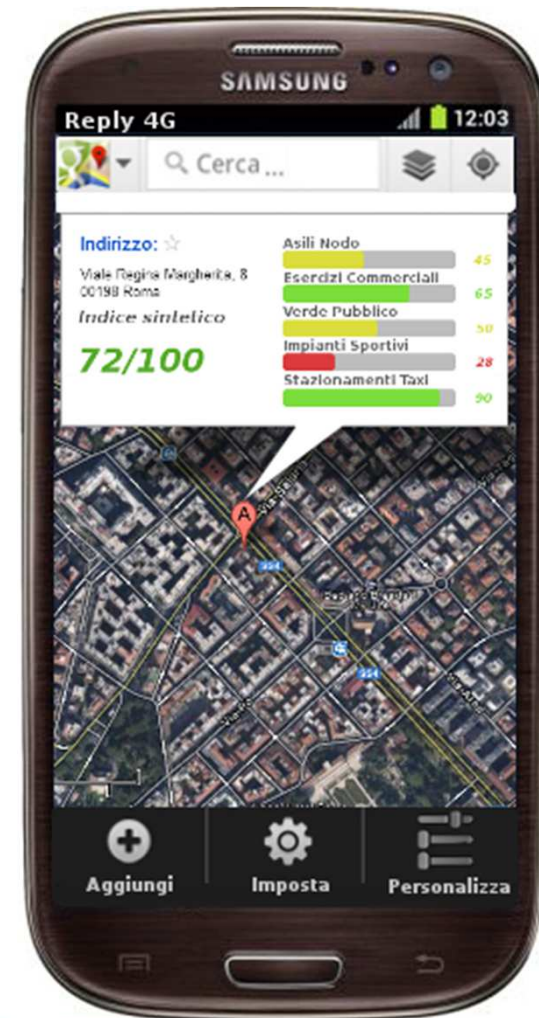 SAMSUNG
Reply 4G
12:03
Cerca ...
Indirizzo:
Viale Regina Margherita, 8
00198 Roma
Indice sintetico
72/100
Asili Nodo
45
Esercizi Commerciali
65
Verde Pubblico
50
Impianti Sportivi
28
Stazionamenti Taxi
90
A
Aggiungi
Imposta
Personalizza